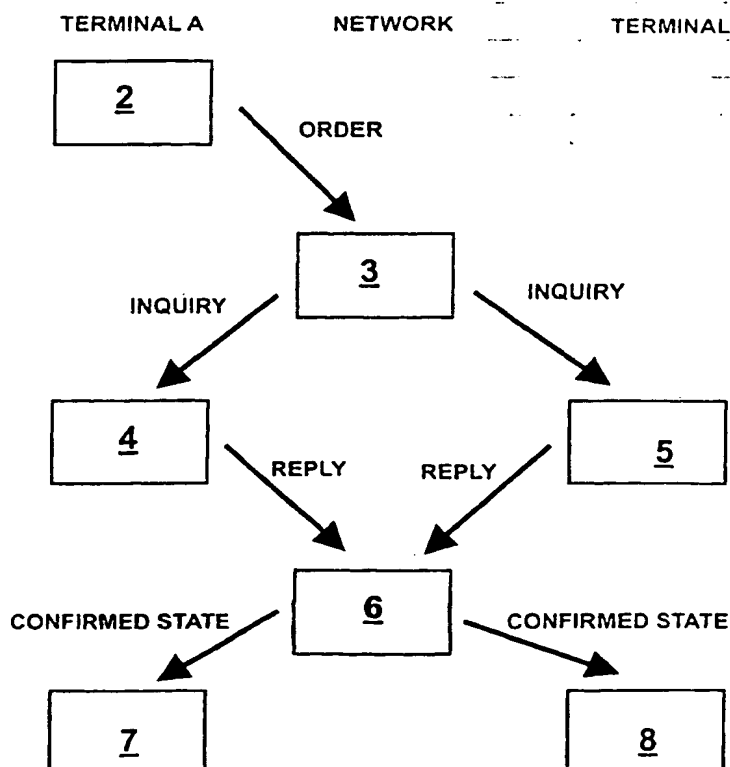 TERMINAL A NETWORK TERMINAL
2
ORDER
3
INQUIRY INQUIRY
4 5
REPLY REPLY
6
CONFIRMED STATE CONFIRMED STATE
7 8